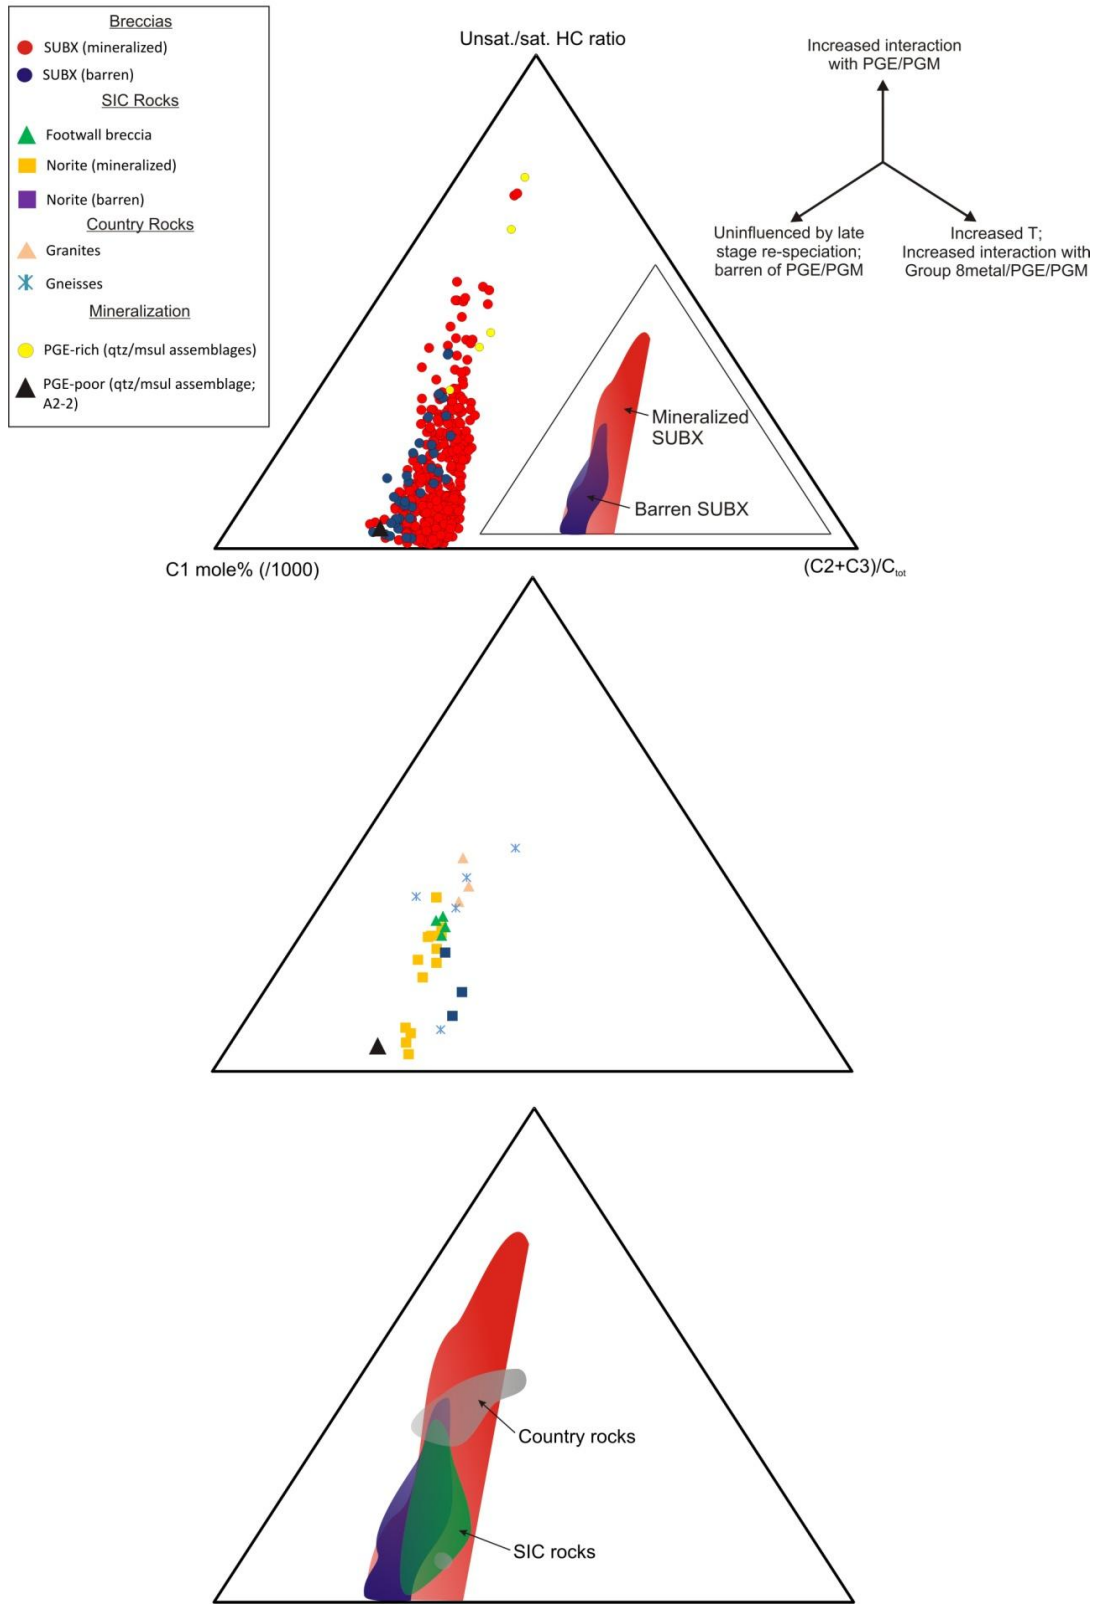 Breccias
SUBX (mineralized)
SUBX (barren)
SIC Rocks
Footwall breccia
Norite (mineralized)
Norite (barren)
Country Rocks
Granites
Gneisses
Mineralization
PGE-rich (qtz/msul assemblages)
PGE-poor (qtz/msul assemblage;
A2-2)
Unsat./sat. HC ratio
Increased interaction
with PGE/PGM
Uninfluenced by late
stage re-speciation;
barren of PGE/PGM
Increased T;
Increased interaction with
Group 8metal/PGE/PGM
Mineralized
SUBX
Barren SUBX
C1 mole% (/1000)
(C2+C3)/Ctot
Country rocks
SIC rocks